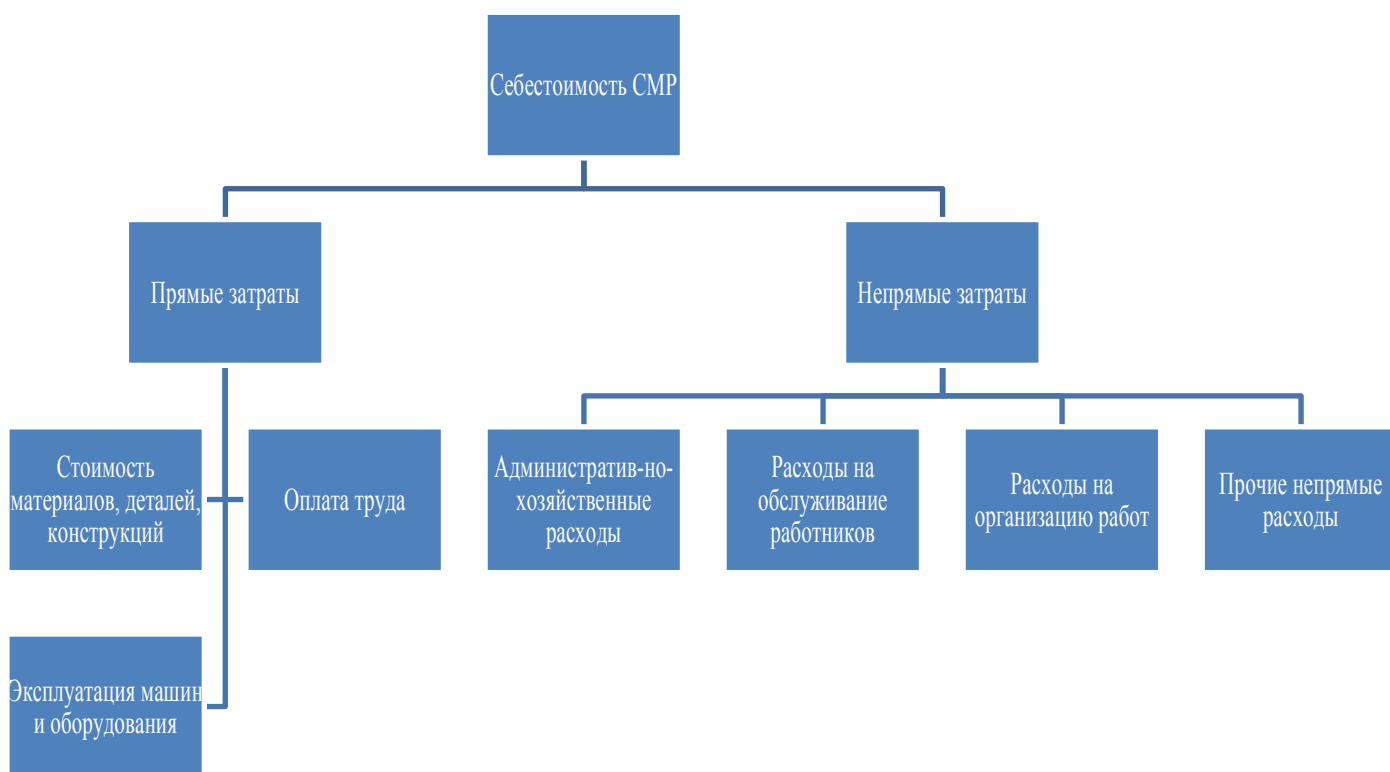 Себестоимость СМР
Прямые затраты
Непрямые затраты
Стоимость
материалов, деталей,
конструкций
Оплата труда
Административ-но-
хозяйственные
расходы
Расходы на
обслуживание
работников
Расходы на
организацию работ
Прочие непрямые
расходы
Эксплуатация машин
и оборудования